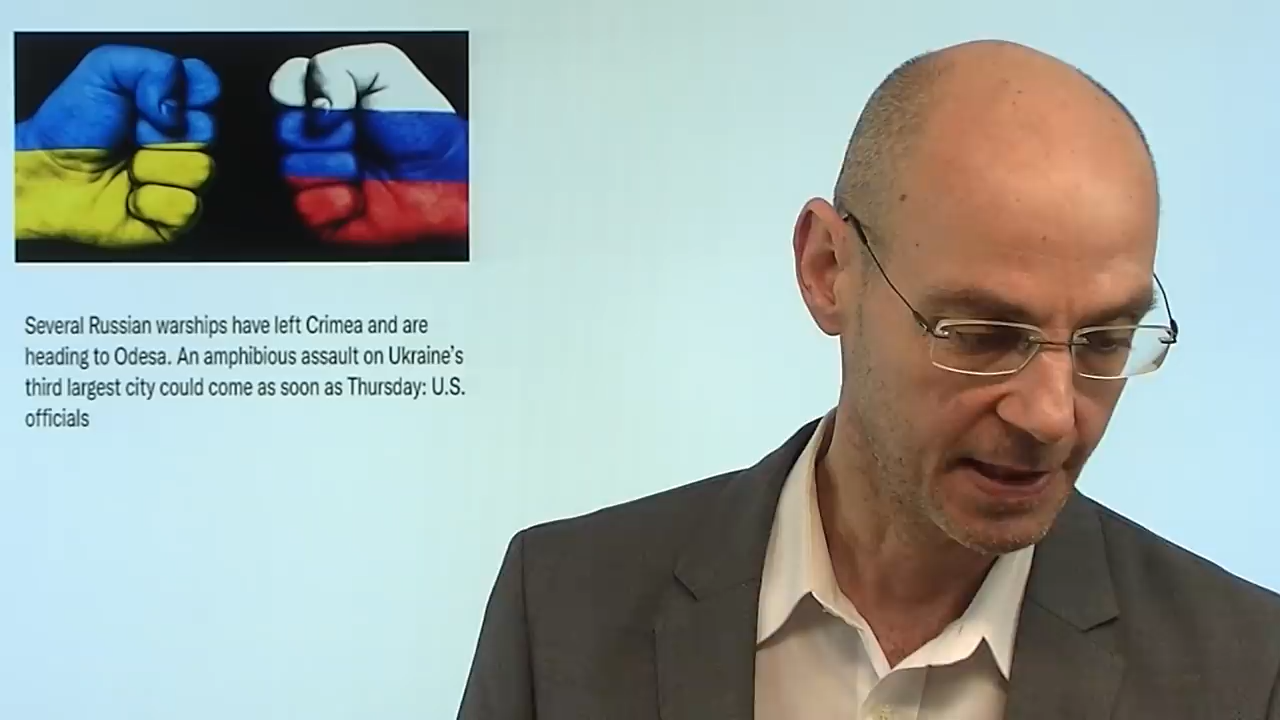 Several Russian warships have left Crimea and are
heading to Odesa. An amphibious assault on Ukraine’s
third largest city could come as soon as Thursday: U.S.
officials